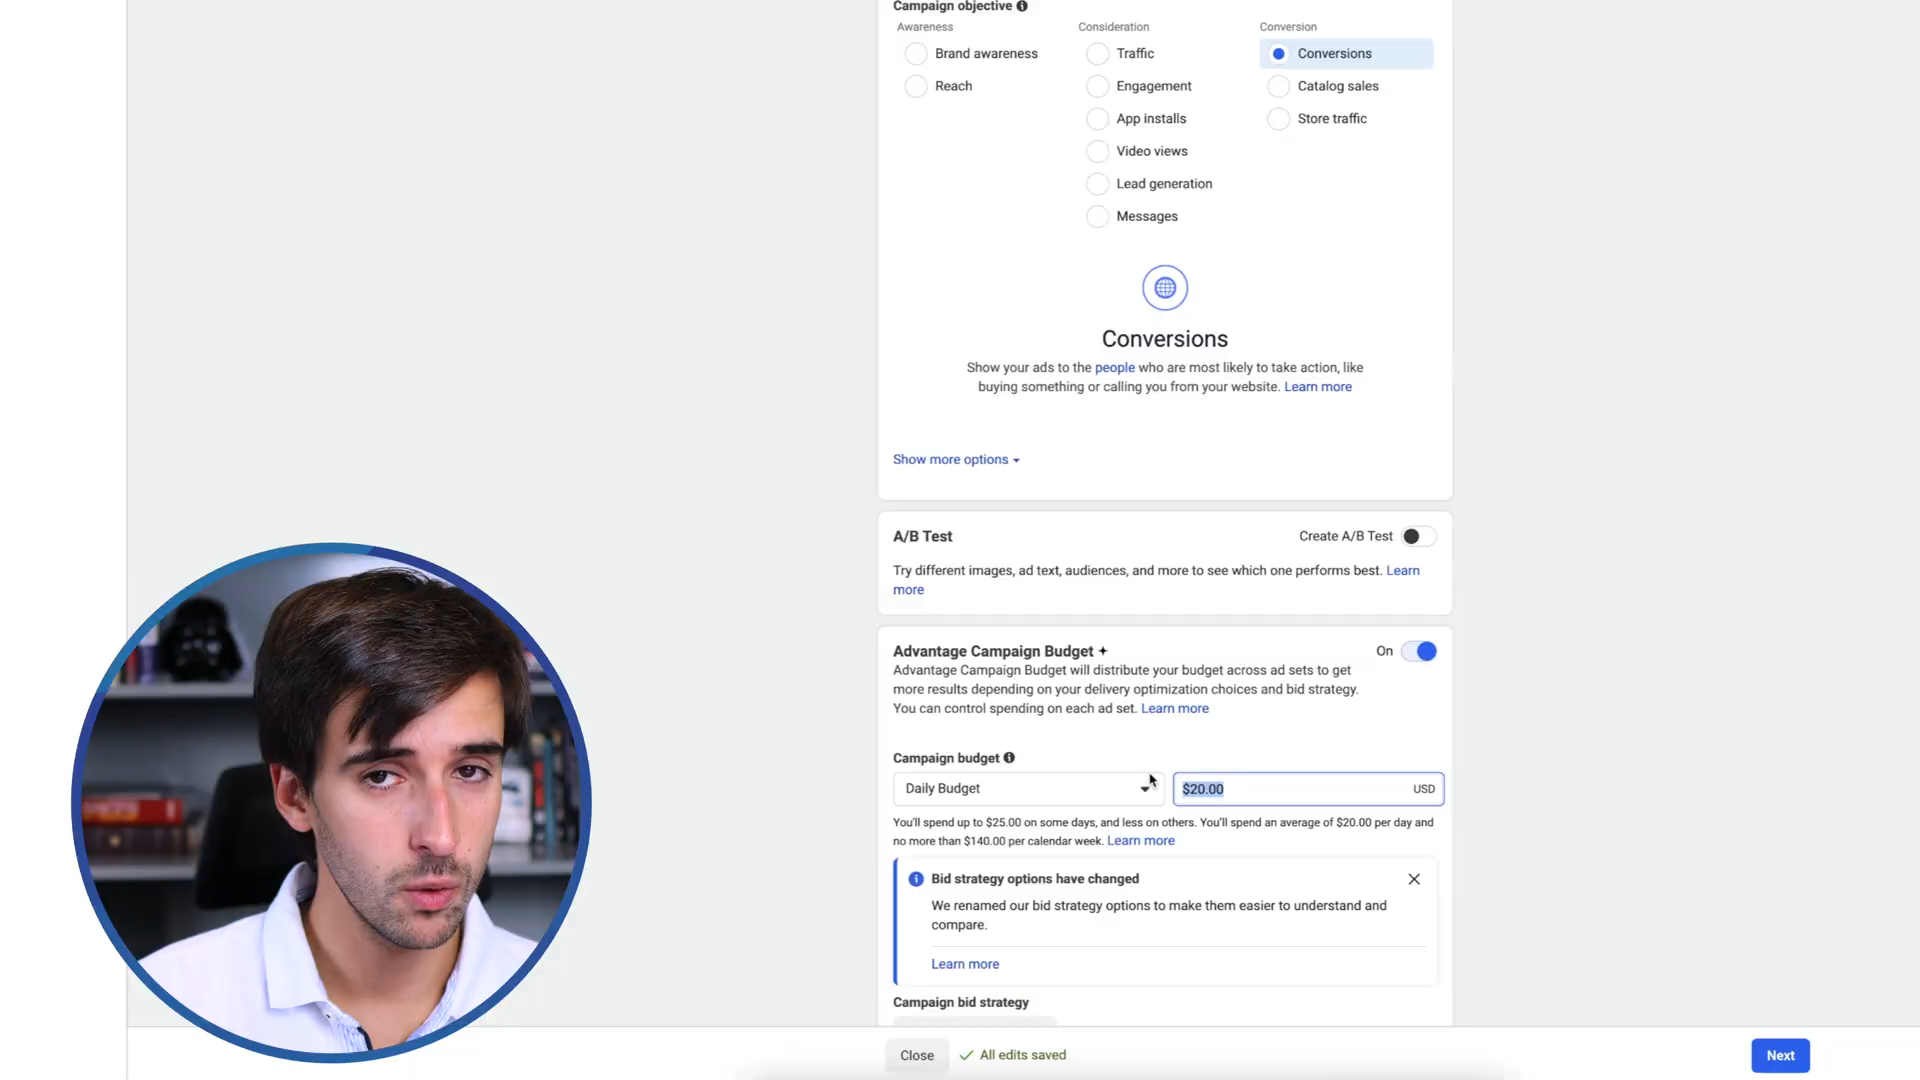 Campaign objective
Awareness
Consideration
Conversion
Brand awareness
Traffic
Conversions
Reach
Engagement
Catalog sales
App installs
Store traffic
Video views
Lead generation
Messages
Conversions
Show your ads to the people who are most likely to take action, like
buying something or calling you from your website. Learn more
Show more options
A/B Test
Create A/B Test
Try different images, ad text, audiences, and more to see which one performs best. Learn
more
Advantage Campaign Budget
On
Advantage Campaign Budget will distribute your budget across ad sets to get
more results depending on your delivery optimization choices and bid strategy.
You can control spending on each ad set. Learn more
Campaign budget
Daily Budget
$20.00
USD
You'll spend up to $25.00 on some days, and less on others. You'll spend an average of $20.00 per day and
no more than $140.00 per calendar week. Learn more
Bid strategy options have changed
We renamed our bid strategy options to make them easier to understand and
compare.
Learn more
Campaign bid strategy
Close
All edits saved
Next